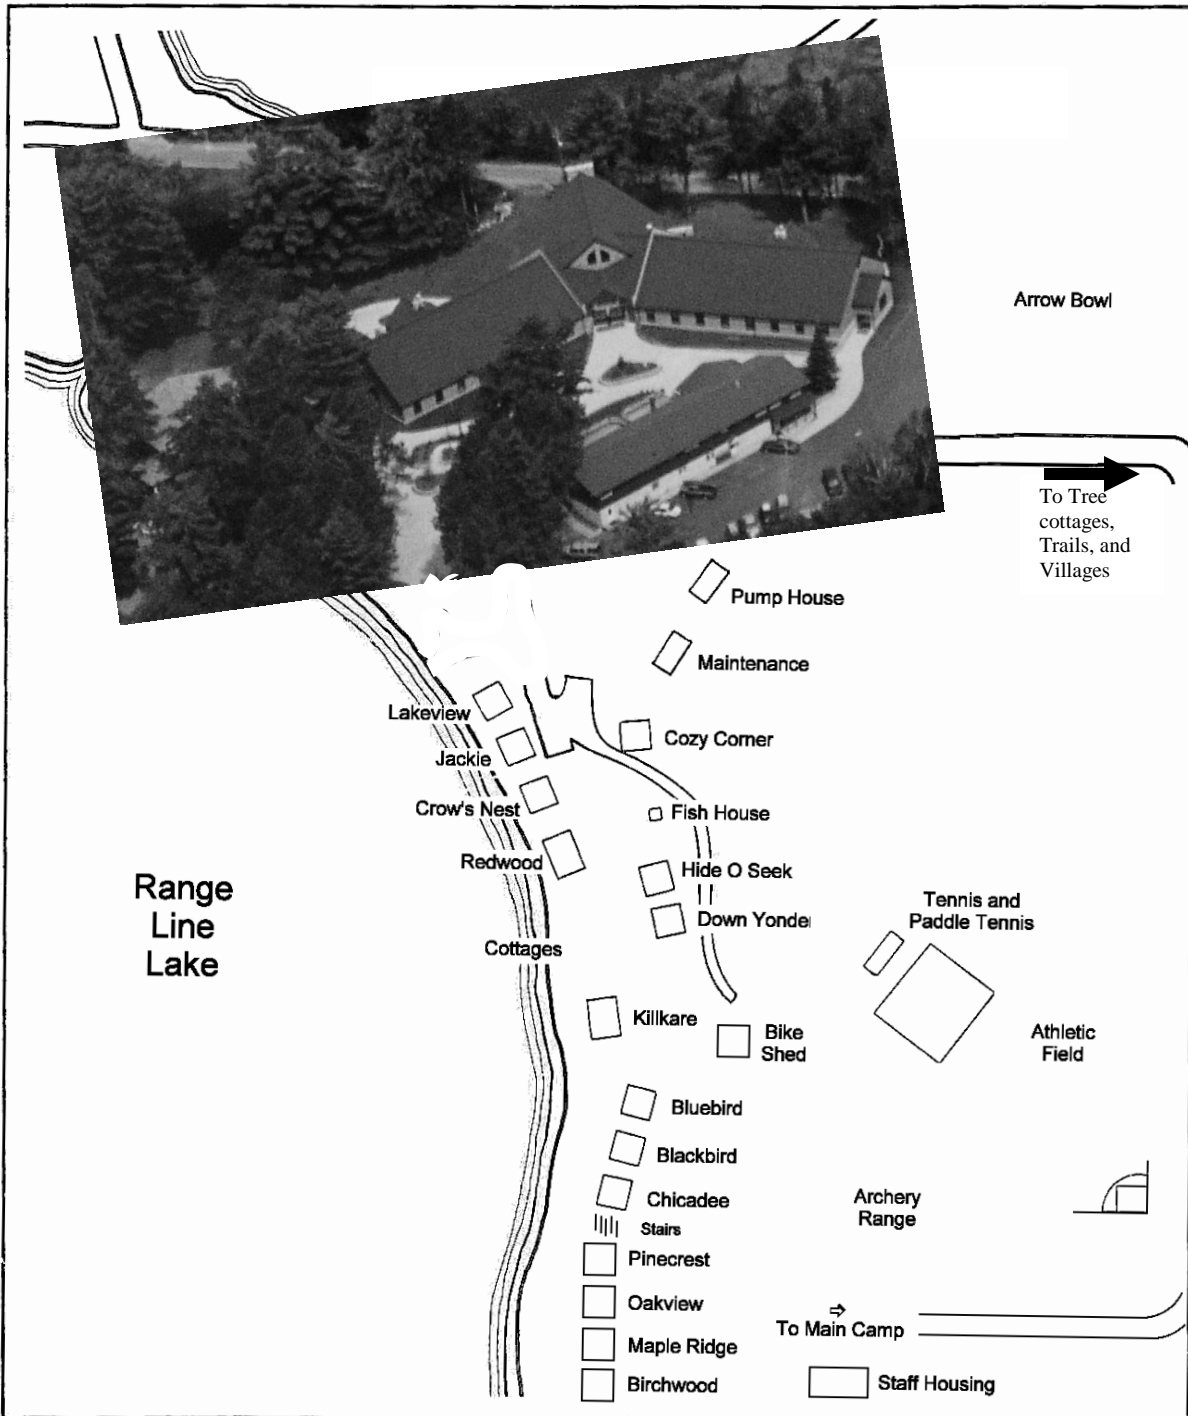 Arrow Bowl
To Tree
cottages,
Trails, and
Villages
Pump House
Maintenance
Lakeview
Cozy Corner
Jackie
Crow's Nest
Fish House
Redwood
Hide O Seek
Range
Line
Lake
Tennis and
Paddle Tennis
Down Yonder
Cottages
Killkare
Bike
Shed
Athletic
Field
Bluebird
Blackbird
Chicadee
Archery
Range
Stairs
Pinecrest
Oakview
To Main Camp
Maple Ridge
Birchwood
Staff Housing